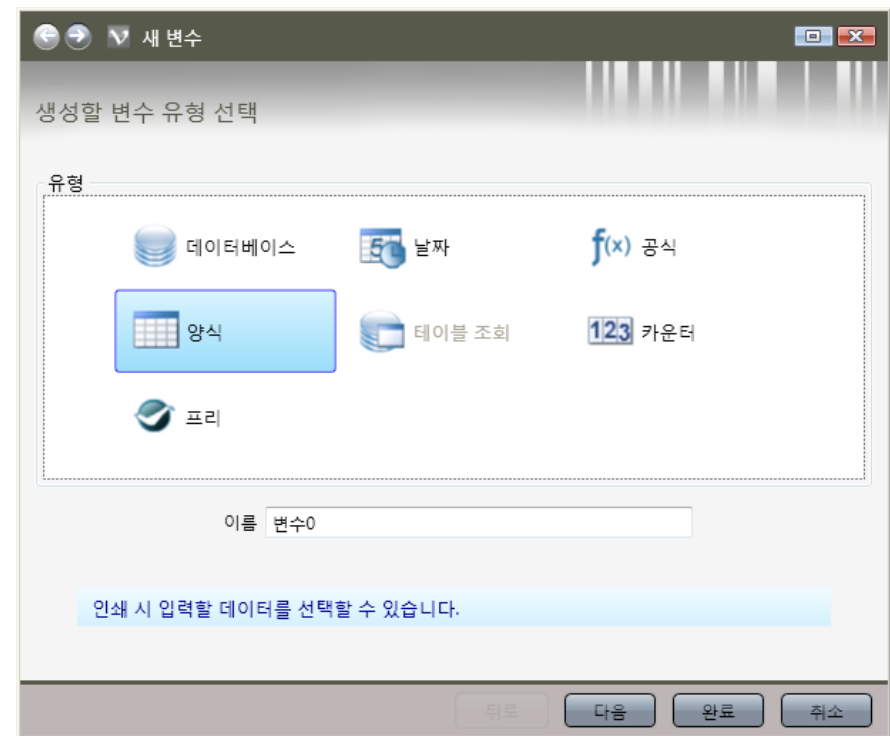 새 변수
생성할 변수 유형 선택
유형
데이터베이스
5 날짜
f(x) 공식
양식
테이블 조회
123 카운터
프리
이름 변수0
인쇄 시 입력할 데이터를 선택할 수 있습니다.
뒤로 다음 완료 취소